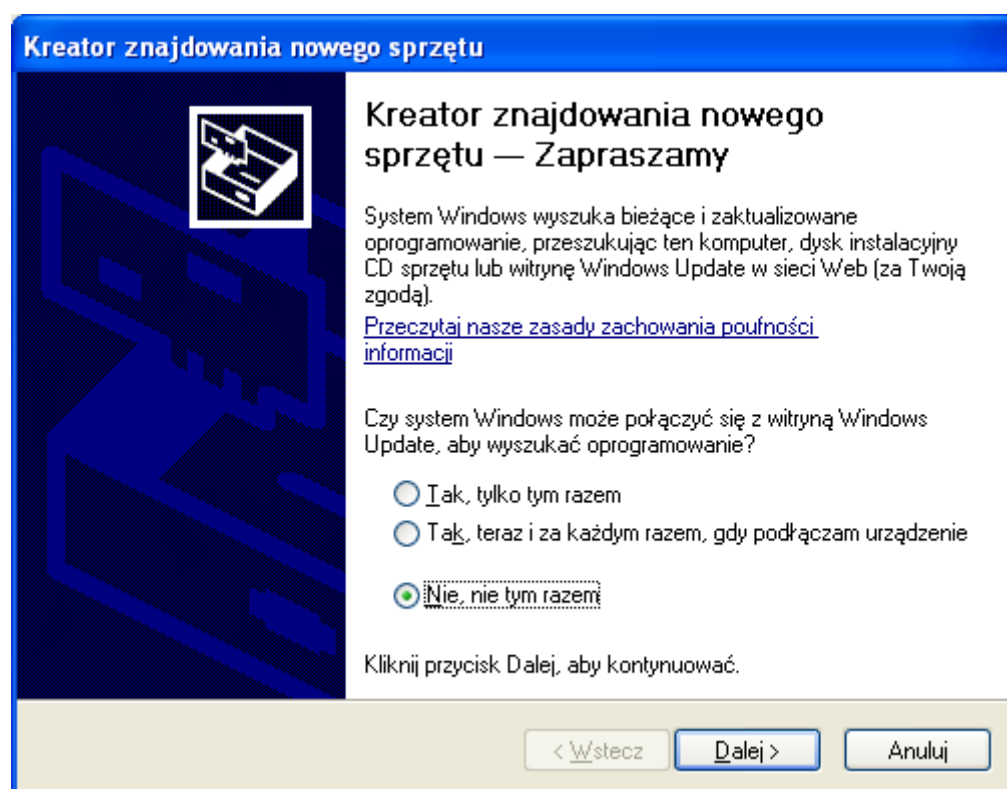 Kreator znajdowania nowego sprzętu
Kreator znajdowania nowego
sprzętu — Zapraszamy
System Windows wyszuka bieżące i zaktualizowane
oprogramowanie, przeszukując ten komputer, dysk instalacyjny
CD sprzętu lub witrynę Windows Update w sieci Web (za Twoją
zgodą).
Przeczytaj nasze zasady zachowania poufności
informacji
Czy system Windows może połączyć się z witryną Windows
Update, aby wyszukać oprogramowanie?
Tak, tylko tym razem
Tak, teraz i za każdym razem, gdy podłączam urządzenie
Nie, nie tym razem
Kliknij przycisk Dalej, aby kontynuować.
< Wstecz
Dalej >
Anuluj